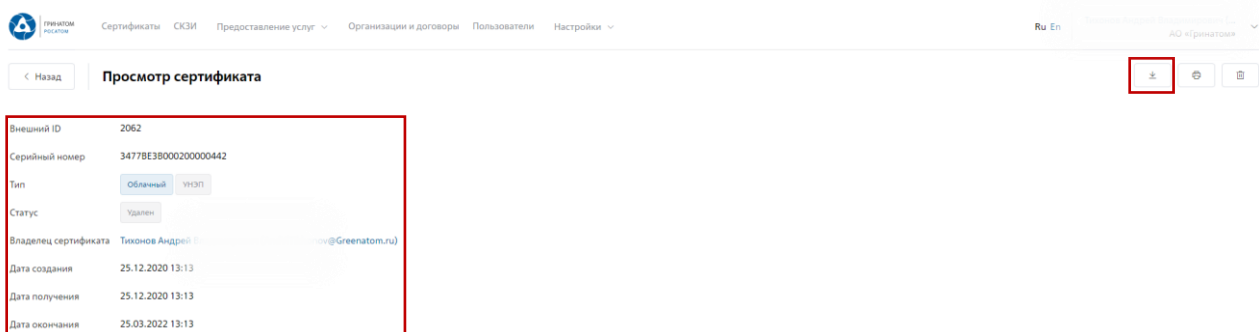 ГРИНАТОМ
РОСАТОМ
Сертификаты СКЗИ Предоставление услуг Организации и договоры Пользователи Настройки
Ru En
АО «Гринатом»
Назад
Просмотр сертификата
Внешний ID 2062
Серийный номер 3477BE3B000200000442
Тип Облачный УНЭП
Статус Удален
Владелец сертификата Тихонов Андрей @Greenatom.ru)
Дата создания 25.12.2020 13:13
Дата получения 25.12.2020 13:13
Дата окончания 25.03.2022 13:13